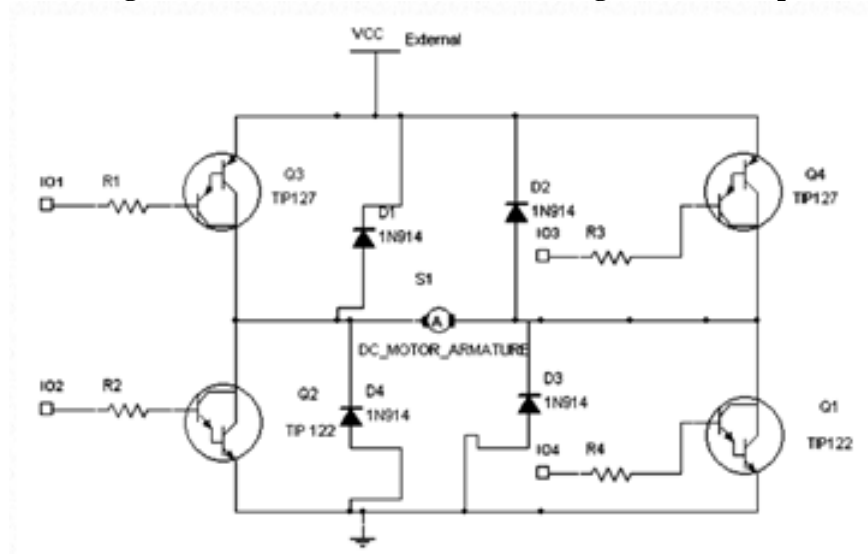 VCC External
IO1 R1
Q3
TIP127
D1
1N914
D2
1N914
Q4
TIP127
IO3 R3
S1
A
DC_MOTOR_ARMATURE
IO2 R2
Q2
TIP 122
D4
1N914
D3
1N914
Q1
TIP122
IO4 R4